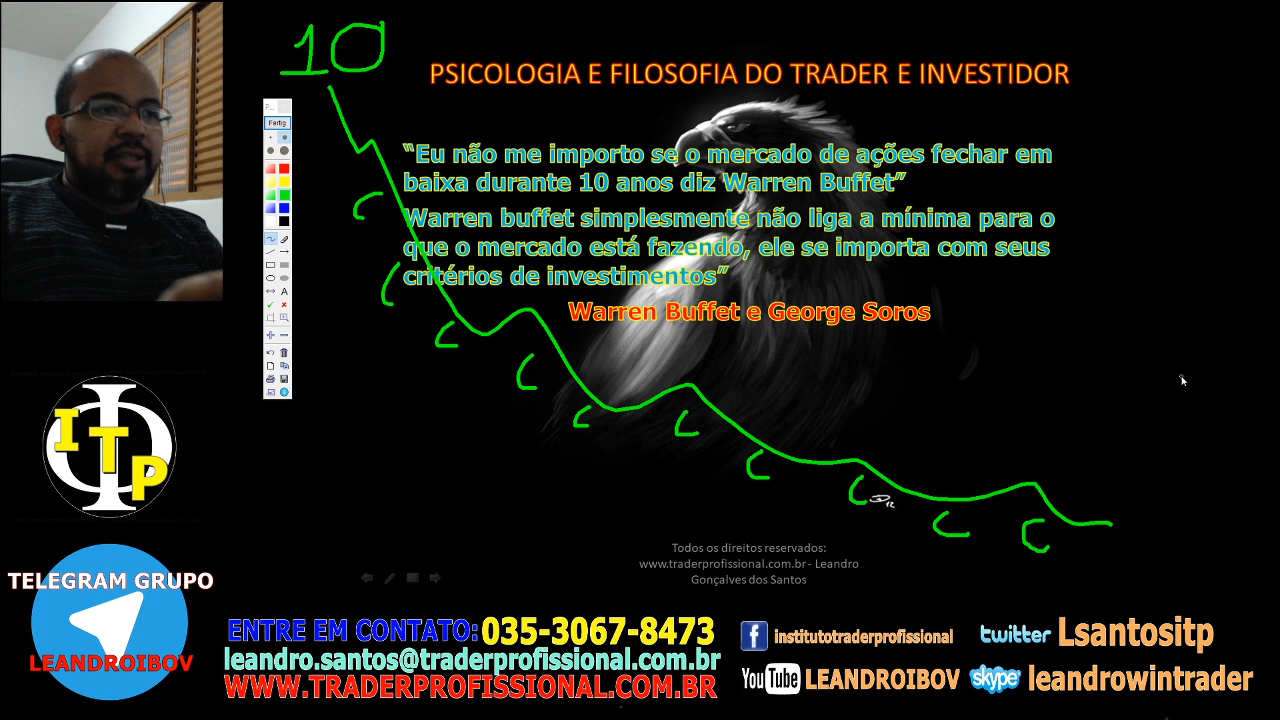 10
PSICOLOGIA E FILOSOFIA DO TRADER E INVESTIDOR
P...
Fertig
A
“Eu não me importo se o mercado de ações fechar em
baixa durante 10 anos diz Warren Buffet”
Warren buffet simplesmente não liga a mínima para o
que o mercado está fazendo, ele se importa com seus
critérios de investimentos”
Warren Buffet e George Soros
C
C
C
C
C
C
C
C
C
C
ITP
Todos os direitos reservados:
www.traderprofissional.com.br - Leandro
Gonçalves dos Santos
TELEGRAM GRUPO
LEANDROIBOV
ENTRE EM CONTATO: 035-3067-8473
leandro.santos@traderprofissional.com.br
WWW.TRADERPROFISSIONAL.COM.BR
f institutotraderprofissional
twitter Lsantositp
YouTube LEANDROIBOV
skype leandrowintrader